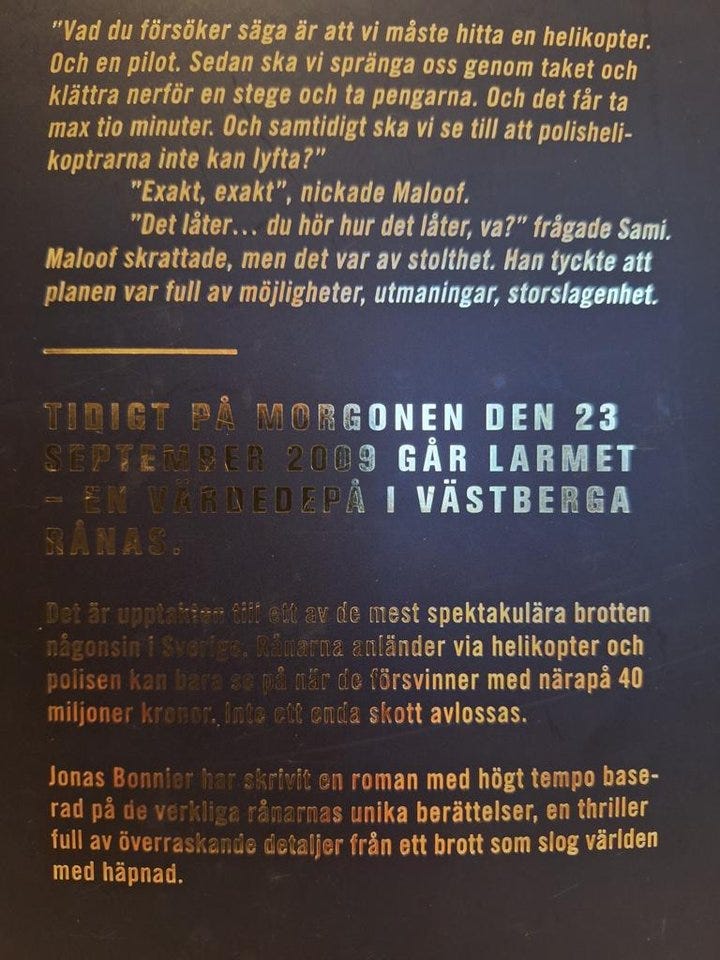 "Vad du försöker säga är att vi måste hitta en helikopter.
Och en pilot. Sedan ska vi spränga oss genom taket och
klättra nerför en stege och ta pengarna. Och det får ta
max tio minuter. Och samtidigt ska vi se till att polisheli-
koptrarna inte kan lyfta?"
"Exakt, exakt", nickade Maloof.
"Det låter... du hör hur det låter, va?" frågade Sami.
Maloof skrattade, men det var av stolthet. Han tyckte att
planen var full av möjligheter, utmaningar, storslagenhet.
TIDIGT PÅ MORGONEN DEN 23
SEPTEMBER 2009 GÅR LARMET
– EN VÄRDEDEPÅ I VÄSTBERGA
RÅNAS.
Det är upptakten till ett av de mest spektakulära brotten
någonsin i Sverige. Rånarna anländer via helikopter och
polisen kan bara se på när de försvinner med närapå 40
miljoner kronor. Inte ett enda skott avlossas.
Jonas Bonnier har skrivit en roman med högt tempo base-
rad på de verkliga rånarnas unika berättelser, en thriller
full av överraskande detaljer från ett brott som slog världen
med häpnad.